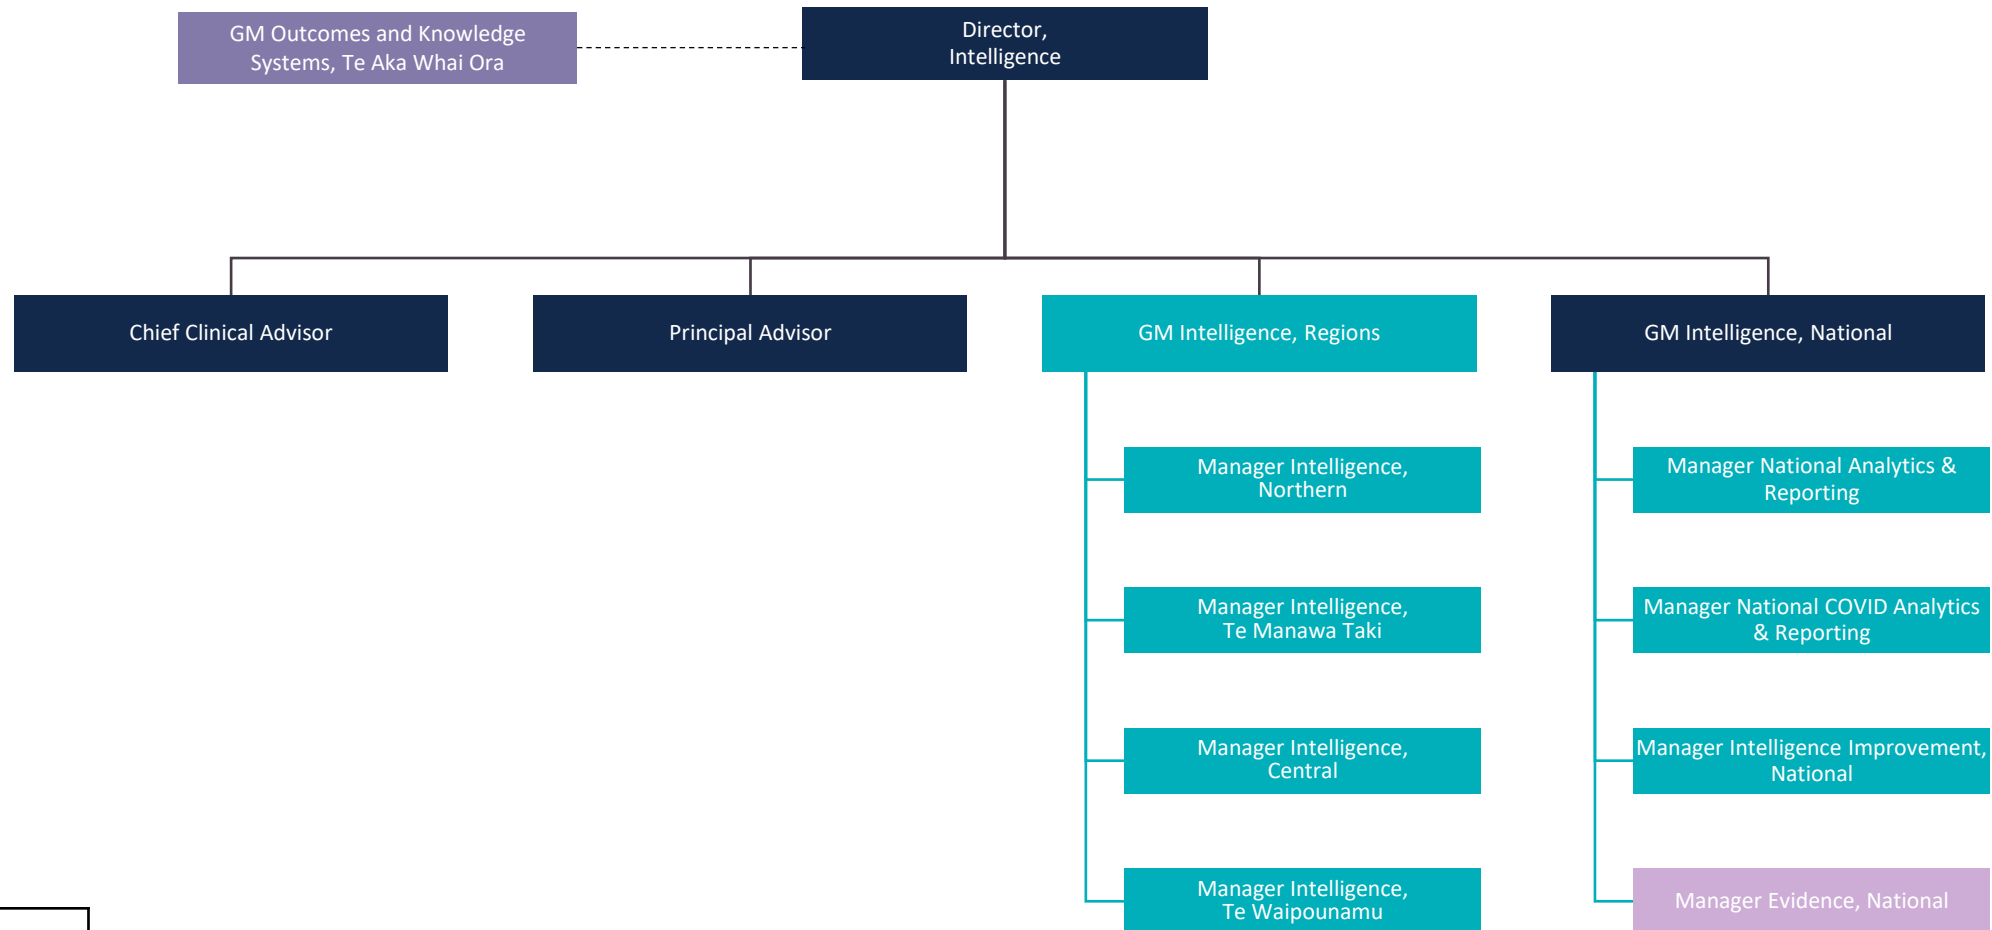 GM Outcomes and Knowledge
Systems, Te Aka Whai Ora
Director,
Intelligence
Chief Clinical Advisor
Principal Advisor
GM Intelligence, Regions
GM Intelligence, National
Manager Intelligence,
Northern
Manager Intelligence,
Te Manawa Taki
Manager Intelligence,
Central
Manager Intelligence,
Te Waipounamu
Manager National Analytics &
Reporting
Manager National COVID Analytics
& Reporting
Manager Intelligence Improvement,
National
Manager Evidence, National